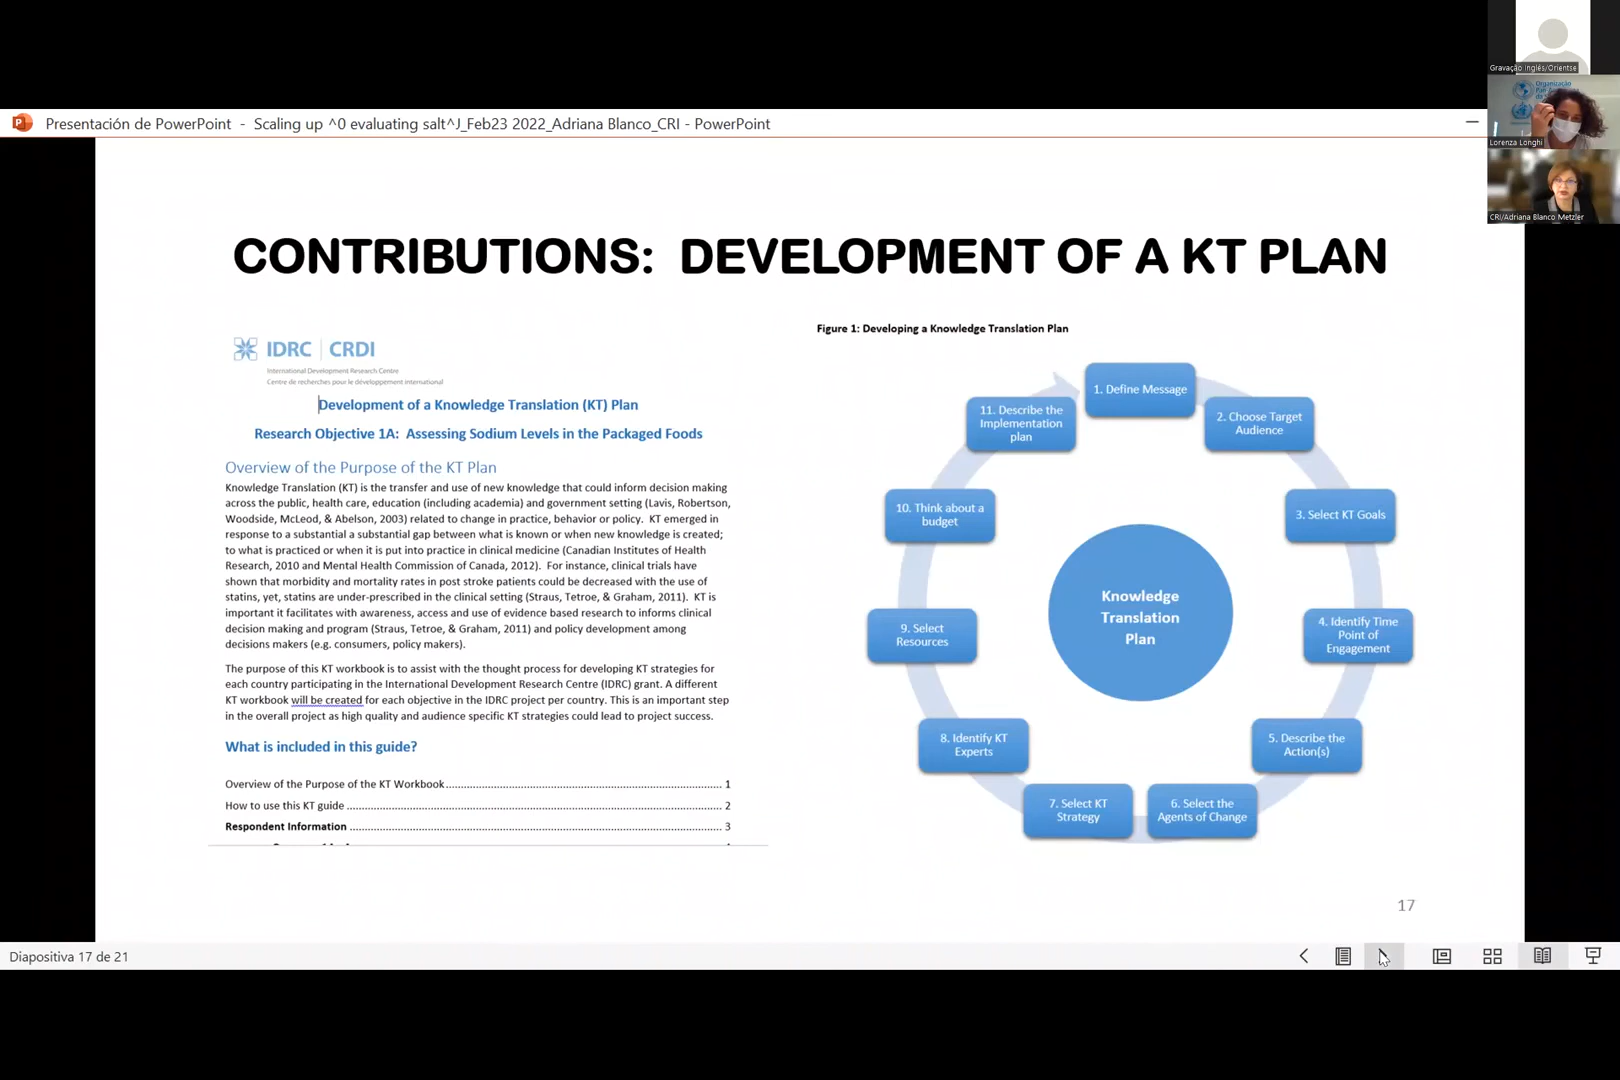 Gravação Inglês/Orientse
Organização
Lorenza Longhi
CRI/Adriana Blanco Metzler
Presentación de PowerPoint - Scaling up ^0 evaluating salt^J_Feb23 2022_Adriana Blanco_CRI - PowerPoint
CONTRIBUTIONS: DEVELOPMENT OF A KT PLAN
IDRC | CRDI
International Development Research Centre
Centre de recherches pour le développement international
Development of a Knowledge Translation (KT) Plan
Research Objective 1A: Assessing Sodium Levels in the Packaged Foods
Overview of the Purpose of the KT Plan
Knowledge Translation (KT) is the transfer and use of new knowledge that could inform decision making
across the public, health care, education (including academia) and government setting (Lavis, Robertson,
Woodside, McLeod, & Abelson, 2003) related to change in practice, behavior or policy. KT emerged in
response to a substantial a substantial gap between what is known or when new knowledge is created;
to what is practiced or when it is put into practice in clinical medicine (Canadian Institutes of Health
Research, 2010 and Mental Health Commission of Canada, 2012). For instance, clinical trials have
shown that morbidity and mortality rates in post stroke patients could be decreased with the use of
statins, yet, statins are under-prescribed in the clinical setting (Straus, Tetroe, & Graham, 2011). KT is
important it facilitates with awareness, access and use of evidence based research to informs clinical
decision making and program (Straus, Tetroe, & Graham, 2011) and policy development among
decisions makers (e.g. consumers, policy makers).
The purpose of this KT workbook is to assist with the thought process for developing KT strategies for
each country participating in the International Development Research Centre (IDRC) grant. A different
KT workbook will be created for each objective in the IDRC project per country. This is an important step
in the overall project as high quality and audience specific KT strategies could lead to project success.
What is included in this guide?
Overview of the Purpose of the KT Workbook 1
How to use this KT guide 2
Respondent Information 3
Figure 1: Developing a Knowledge Translation Plan
1. Define Message
2. Choose Target
Audience
3. Select KT Goals
4. Identify Time
Point of
Engagement
5. Describe the
Action(s)
6. Select the
Agents of Change
7. Select KT
Strategy
8. Identify KT
Experts
9. Select
Resources
10. Think about a
budget
11. Describe the
Implementation
plan
Knowledge
Translation
Plan
17
Diapositiva 17 de 21